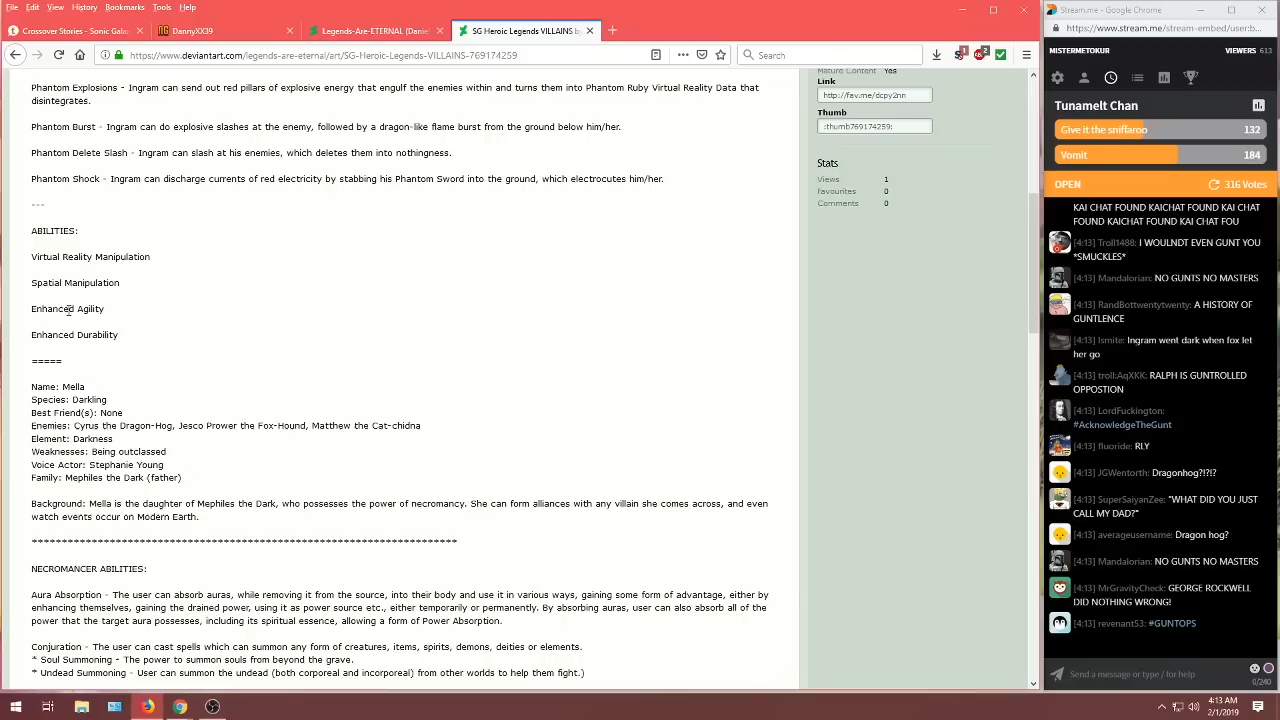 File Edit View History Bookmarks Tools Help
Crossover Stories - Sonic Gala
DannyXX39
Legends-Are-ETERNAL (Danie
SG Heroic Legends VILLAINS b
https://www.deviantart.com/legends-are-eternal/art/SG-Heroic-Legends-VILLAINS-769174259
Search
Phantom Explosions - Ingram can send out red pillars of explosive energy that engulf the enemies within and turns them into Phantom Ruby Virtual Reality Data that
disintegrates.
Phantom Burst - Ingram can do explosive slashes at the enemy, followed by a dragon-like flame burst from the ground below him/her.
Phantom Delete Slash - Ingram can slash at his enemies, which deletes them into nothingness.
Phantom Shock - Ingram can discharge currents of red electricity by stabbing his Phantom Sword into the ground, which electrocutes him/her.
---
ABILITIES:
Virtual Reality Manipulation
Spatial Manipulation
Enhanced Agility
Enhanced Durability
=====
Name: Mella
Species: Darkling
Best Friend(s): None
Enemies: Cyrus the Dragon-Hog, Jesco Prower the Fox-Hound, Matthew the Cat-chidna
Element: Darkness
Weaknesses: Being outclassed
Voice Actor: Stephanie Young
Family: Mephiles the Dark (father)
Background: Mella is the daughter of Mephiles the Dark, who possesses the power of necromancy. She can form alliances with any villain she comes across, and even
watch events occur on Modern Earth.
***********************************************************************
NECROMANCER ABILITIES:
Aura Absorption - The user can absorb auras, while removing it from the source, into their body and use it in various ways, gaining some form of advantage, either by
enhancing themselves, gaining the drained power, using it as power source etc., either temporarily or permanently. By absorbing auras, user can also absorb all of the
power that the target aura possesses, including its spiritual essence, allowing a form of Power Absorption.
Conjuration - The user can cast spells which can summon any form of creatures, items, spirits, demons, deities or elements.
* Soul Summoning - The power to summon souls from beyond the grave.
* Undead Summoning - User can summon the undead (both corporeal and incorporeal) from other worlds to help them fight.)
Mature Content Yes
Link
http://fav.me/dcpy2nn
Thumb
:thumb769174259:
Stats
Views 1
Favourites 0
Comments 0
Stream.me - Google Chrome
https://www.stream.me/stream-embed/user:b
MISTERMETOKUR VIEWERS 613
Tunamelt Chan
Give it the sniffaroo 132
Vomit 184
OPEN 316 Votes
KAI CHAT FOUND KAICHAT FOUND KAI CHAT
FOUND KAICHAT FOUND KAI CHAT FOU
[4:13] Troll1488: I WOULNDT EVEN GUNT YOU
*SMUCKLES*
[4:13] Mandalorian: NO GUNTS NO MASTERS
[4:13] RandBottwentytwenty: A HISTORY OF
GUNTLENCE
[4:13] Ismite: Ingram went dark when fox let
her go
[4:13] troll:AqXKK: RALPH IS GUNTROLLED
OPPOSTION
[4:13] LordFuckington:
#AcknowledgeTheGunt
[4:13] fluoride: RLY
[4:13] JGWentorth: Dragonhog?!?!?
[4:13] SuperSaiyanZee: "WHAT DID YOU JUST
CALL MY DAD?"
[4:13] averageusername: Dragon hog?
[4:13] Mandalorian: NO GUNTS NO MASTERS
[4:13] MrGravityCheck: GEORGE ROCKWELL
DID NOTHING WRONG!
[4:13] revenant53: #GUNTOPS
Send a message or type / for help
0/240
4:13 AM
2/1/2019